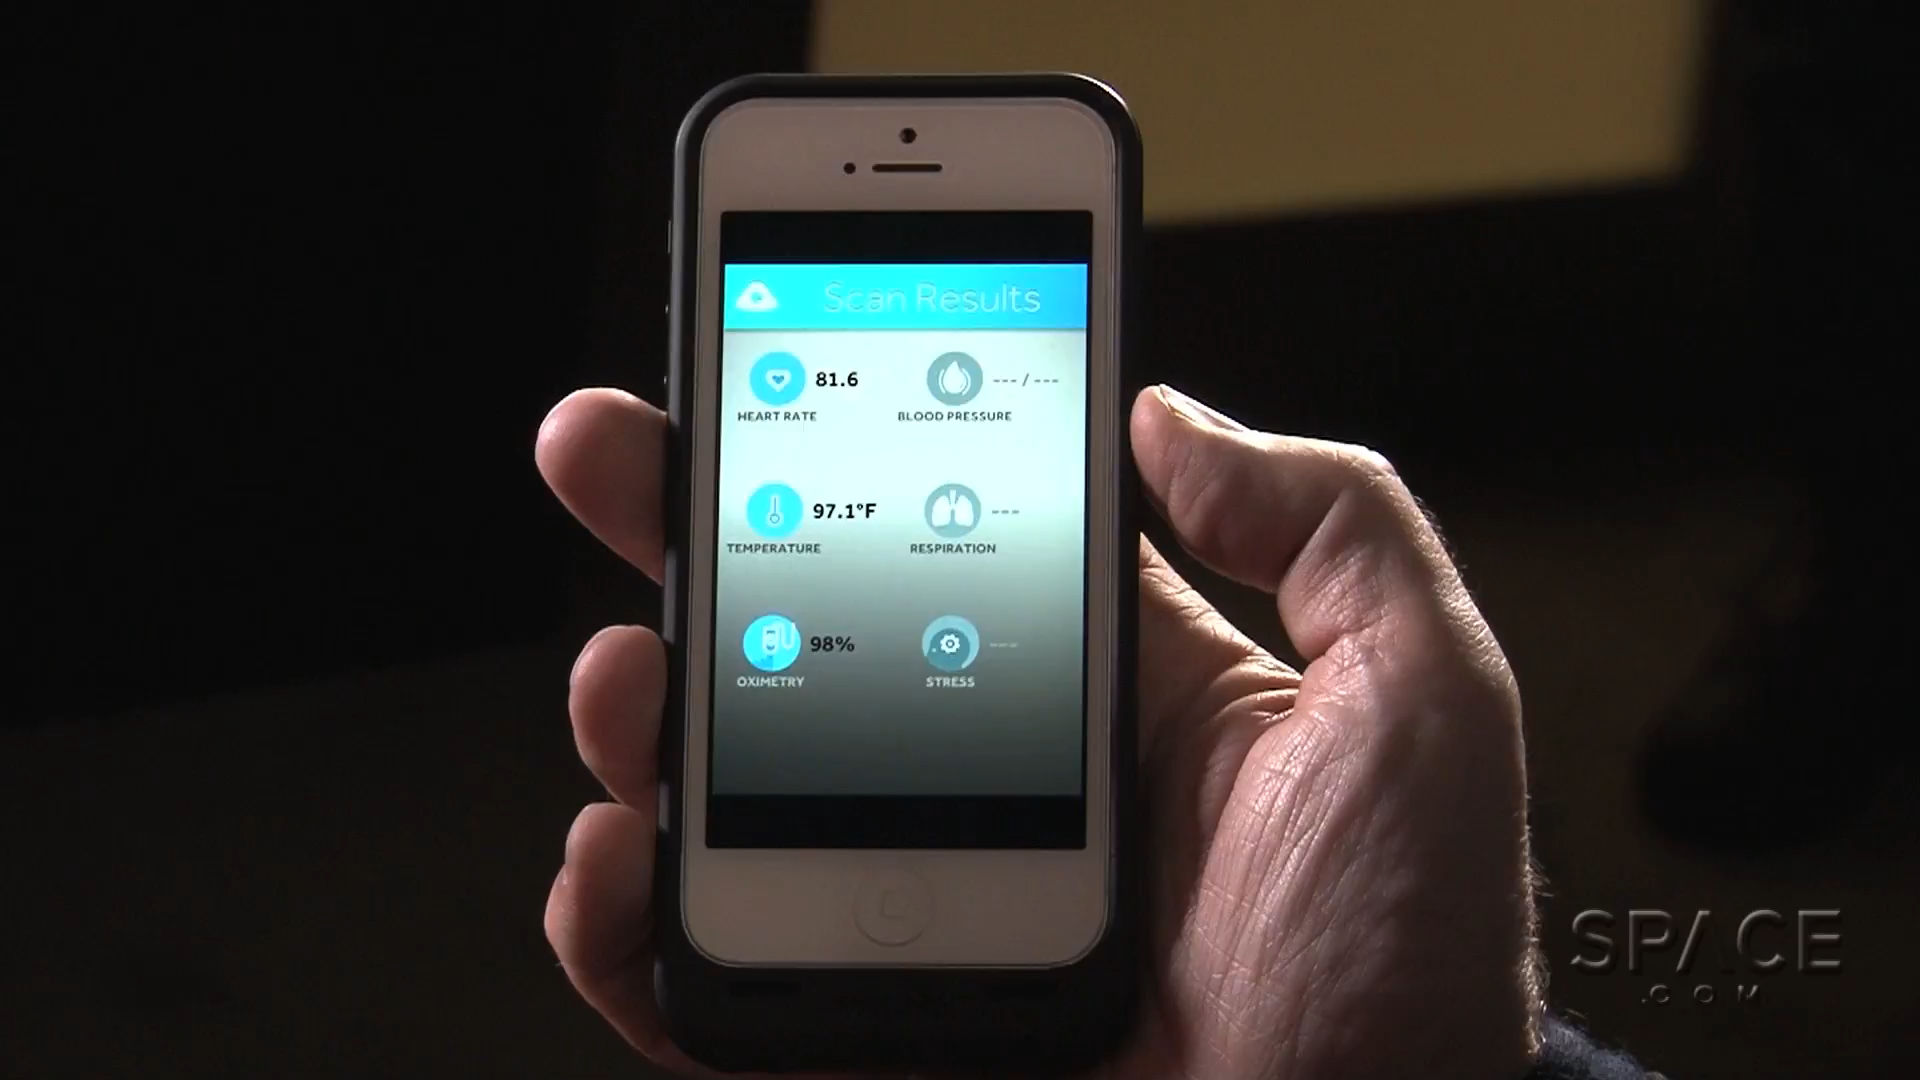 Scan Results
81.6
HEART RATE
--- / ---
BLOOD PRESSURE
97.1°F
TEMPERATURE
---
RESPIRATION
98%
OXIMETRY
---
STRESS
SPACE
.COM